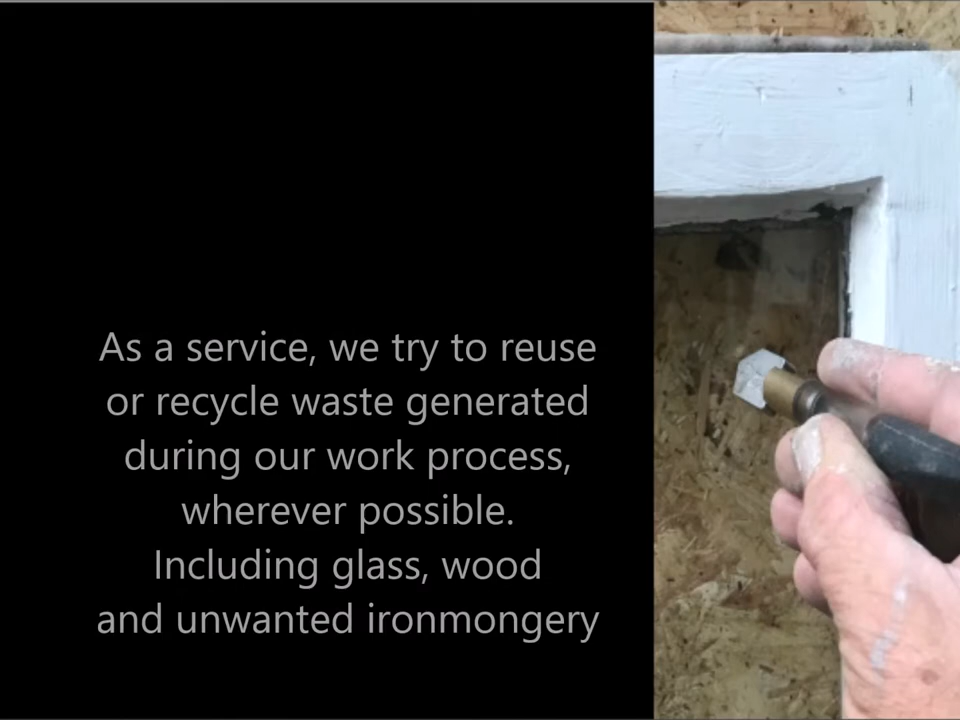 As a service, we try to reuse
or recycle waste generated
during our work process,
wherever possible.
Including glass, wood
and unwanted ironmongery